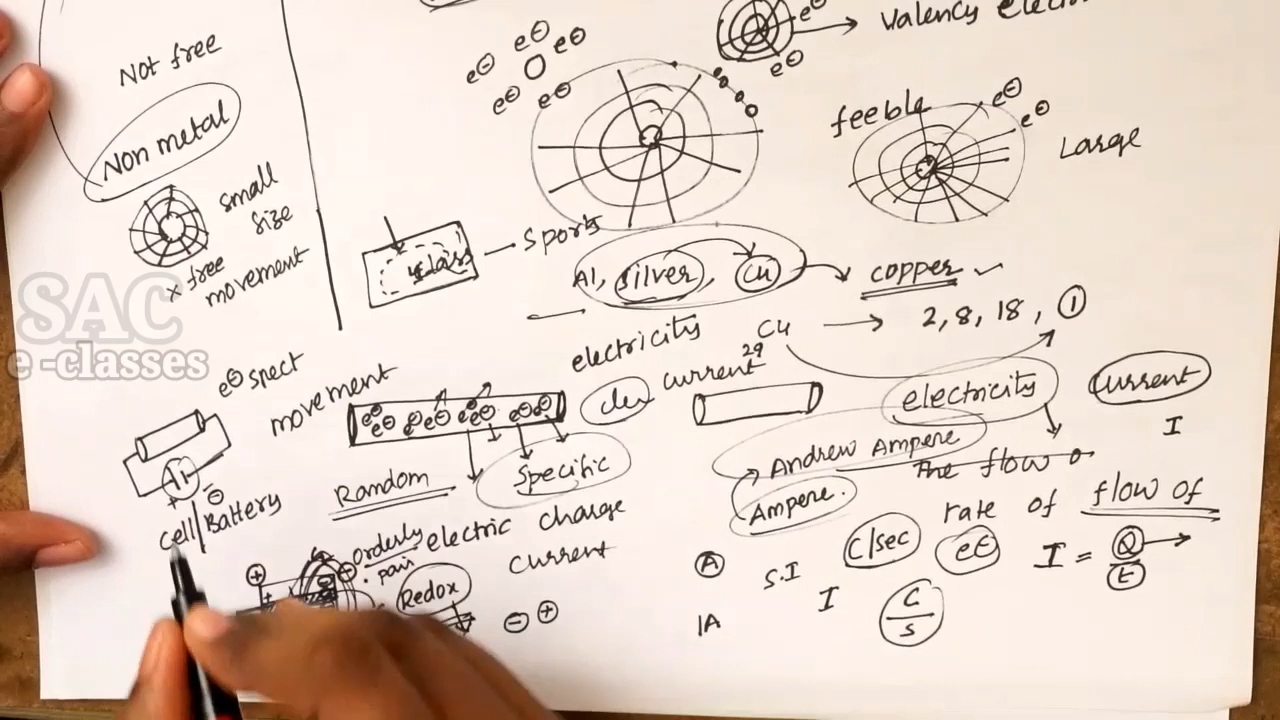 Not free
Non metal
small
size
× free
movement
SAC
e -classes
e⊖ e⊖ e⊖ e⊖ e⊖ e⊖
e⊖
e⊖
Valency
feeble
e⊖
e⊖
Large
class
Sports
Al, silver, Cu
copper ✓
electricity
Cu
29
2, 8, 18, 1
current
electricity
current
I
e⊖ spect
movement
e⊖ e⊖ e⊖ e⊖ e⊖ e⊖ e⊖ e⊖
Random
Specific
Andrew Ampere
The flow o
Ampere.
rate of flow of
+ ⊖
cell/Battery
orderly
pair
electric charge
current
Redox
⊖ ⊕
A
S.I
I
C/sec
I = Q
t
1A
C
s
⊕
+
⊖